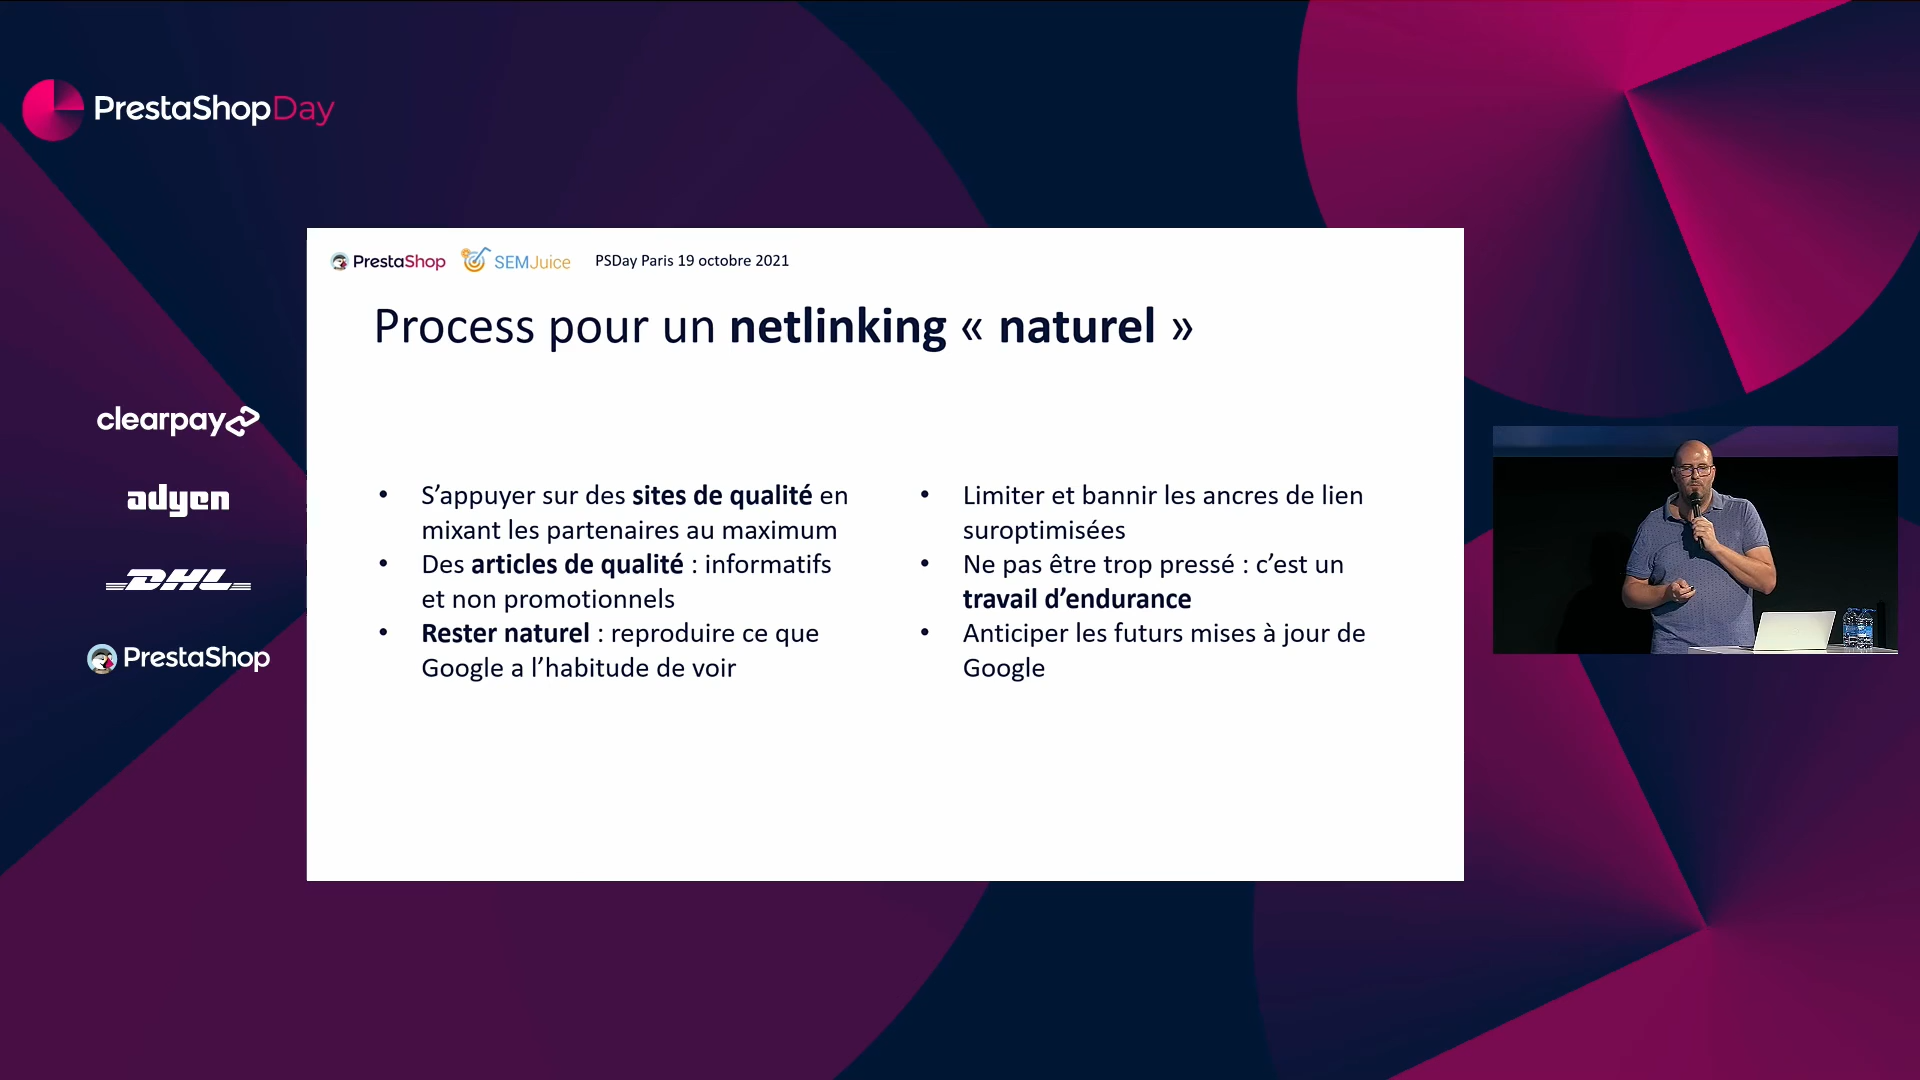 PrestaShopDay
PrestaShop SEMJuice PSDay Paris 19 octobre 2021
Process pour un netlinking « naturel »
clearpay
adyen
DHL
PrestaShop
• S’appuyer sur des sites de qualité en
mixant les partenaires au maximum
• Des articles de qualité : informatifs
et non promotionnels
• Rester naturel : reproduire ce que
Google a l’habitude de voir
• Limiter et bannir les ancres de lien
suroptimisées
• Ne pas être trop pressé : c’est un
travail d’endurance
• Anticiper les futurs mises à jour de
Google